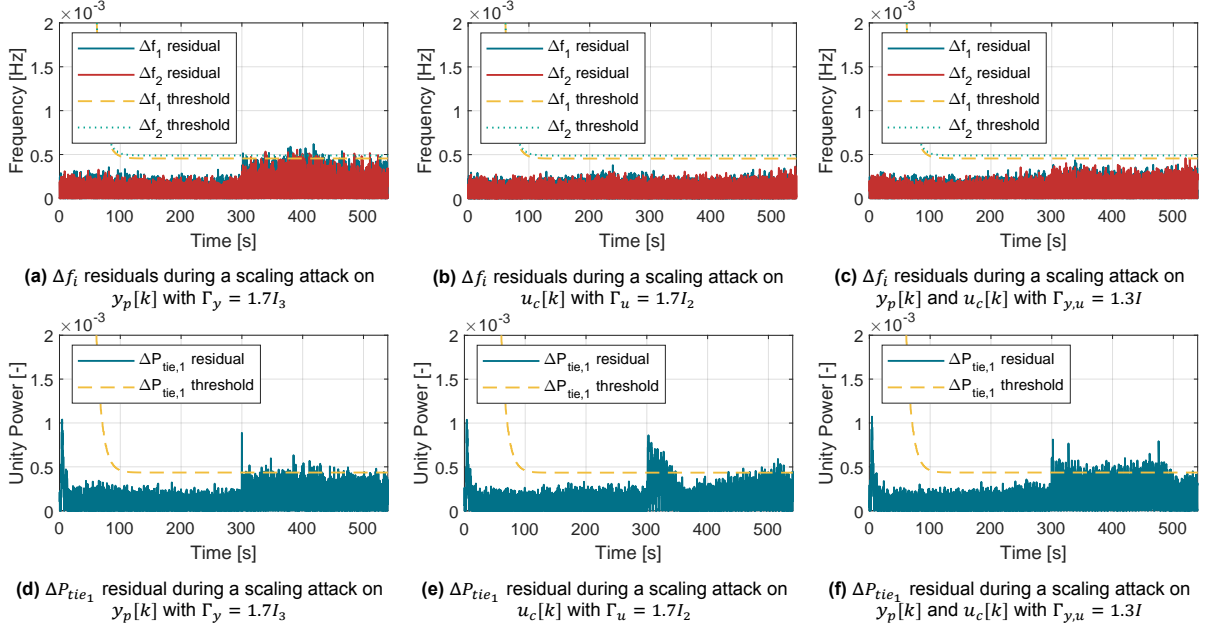 ×10⁻³
2
1.5
1
0.5
0
Frequency [Hz]
Δf₁ residual
Δf₂ residual
Δf₁ threshold
Δf₂ threshold
0 100 200 300 400 500
Time [s]
(a) Δfᵢ residuals during a scaling attack on
yₚ[k] with Γ_y = 1.7I₃
×10⁻³
2
1.5
1
0.5
0
Frequency [Hz]
Δf₁ residual
Δf₂ residual
Δf₁ threshold
Δf₂ threshold
0 100 200 300 400 500
Time [s]
(b) Δfᵢ residuals during a scaling attack on
u_c[k] with Γ_u = 1.7I₂
×10⁻³
2
1.5
1
0.5
0
Frequency [Hz]
Δf₁ residual
Δf₂ residual
Δf₁ threshold
Δf₂ threshold
0 100 200 300 400 500
Time [s]
(c) Δfᵢ residuals during a scaling attack on
yₚ[k] and u_c[k] with Γ_y,u = 1.3I
×10⁻³
2
1.5
1
0.5
0
Unity Power [-]
ΔP_tie,1 residual
ΔP_tie,1 threshold
0 100 200 300 400 500
Time [s]
(d) ΔP_tie₁ residual during a scaling attack on
yₚ[k] with Γ_y = 1.7I₃
×10⁻³
2
1.5
1
0.5
0
Unity Power [-]
ΔP_tie,1 residual
ΔP_tie,1 threshold
0 100 200 300 400 500
Time [s]
(e) ΔP_tie₁ residual during a scaling attack on
u_c[k] with Γ_u = 1.7I₂
×10⁻³
2
1.5
1
0.5
0
Unity Power [-]
ΔP_tie,1 residual
ΔP_tie,1 threshold
0 100 200 300 400 500
Time [s]
(f) ΔP_tie₁ residual during a scaling attack on
yₚ[k] and u_c[k] with Γ_y,u = 1.3I